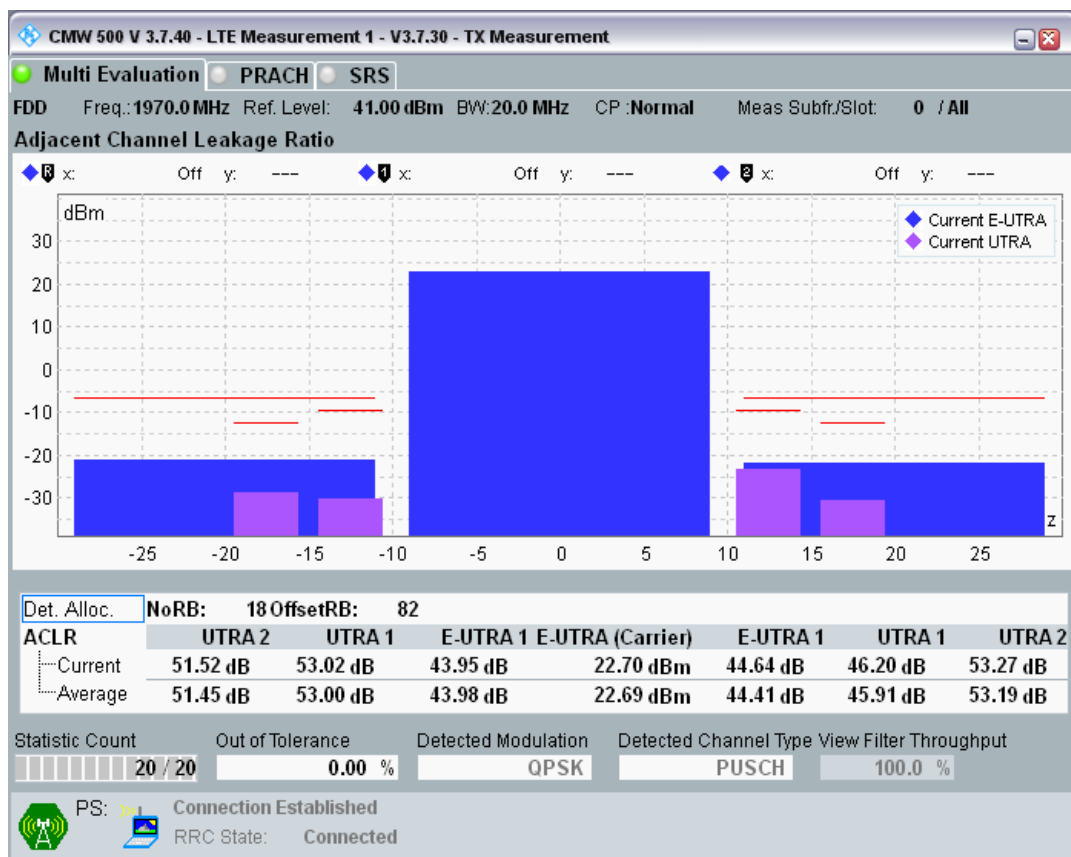 CMW 500 V 3.7.40 - LTE Measurement 1 - V3.7.30 - TX Measurement
Multi Evaluation PRACH SRS
FDD Freq.: 1970.0 MHz Ref. Level: 41.00 dBm BW: 20.0 MHz CP : Normal Meas Subfr./Slot: 0 / All
Adjacent Channel Leakage Ratio
R x: Off y: --- 1 x: Off y: --- 2 x: Off y: ---
dBm
Current E-UTRA
Current UTRA
30
20
10
0
-10
-20
-30
z
-25 -20 -15 -10 -5 0 5 10 15 20 25
Det. Alloc. NoRB: 18 OffsetRB: 82
ACLR UTRA 2 UTRA 1 E-UTRA 1 E-UTRA (Carrier) E-UTRA 1 UTRA 1 UTRA 2
Current 51.52 dB 53.02 dB 43.95 dB 22.70 dBm 44.64 dB 46.20 dB 53.27 dB
Average 51.45 dB 53.00 dB 43.98 dB 22.69 dBm 44.41 dB 45.91 dB 53.19 dB
Statistic Count Out of Tolerance Detected Modulation Detected Channel Type View Filter Throughput
20 / 20 0.00 % QPSK PUSCH 100.0 %
PS: Connection Established
RRC State: Connected